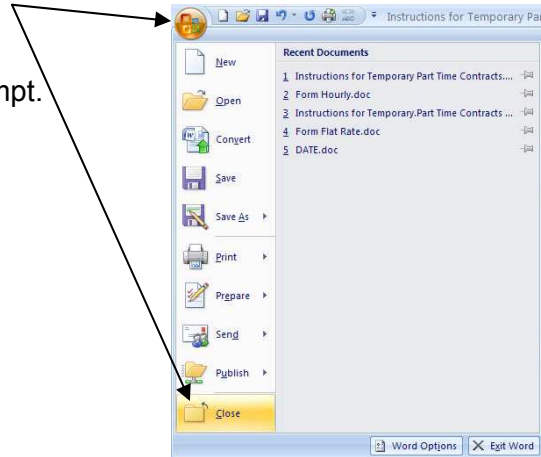 Instructions for Temporary Par
mpt.
New
Open
Convert
Save
Save As
Print
Prepare
Send
Publish
Close
Recent Documents
1 Instructions for Temporary Part Time Contracts....
2 Form Hourly.doc
3 Instructions for Temporary.Part Time Contracts ...
4 Form Flat Rate.doc
5 DATE.doc
Word Options
X Exit Word